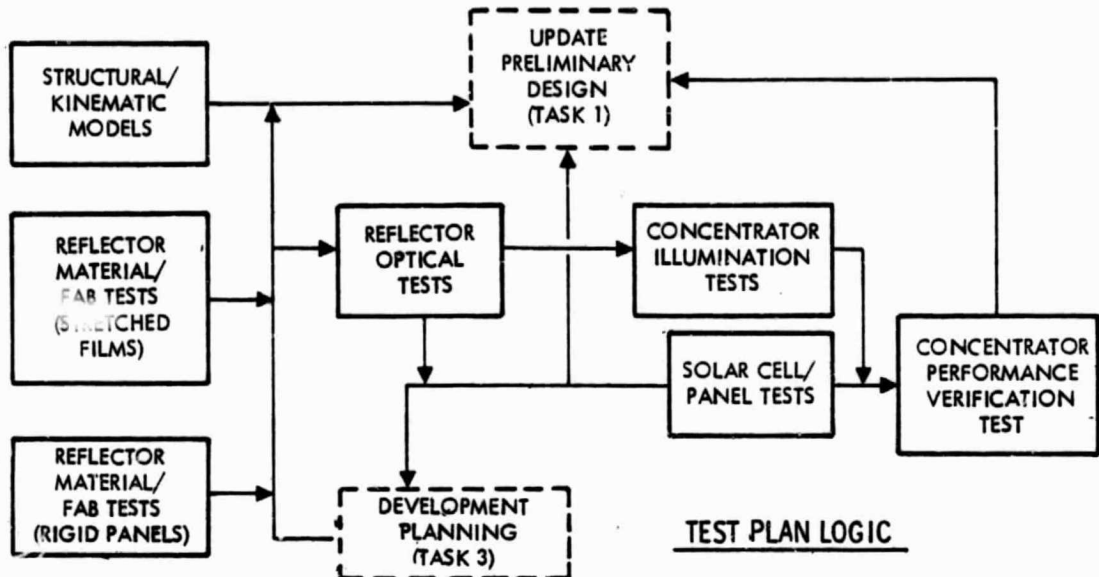 STRUCTURAL/
KINEMATIC
MODELS
UPDATE
PRELIMINARY
DESIGN
(TASK 1)
REFLECTOR
MATERIAL/
FAB TESTS
(STRETCHED
FILMS)
REFLECTOR
OPTICAL
TESTS
CONCENTRATOR
ILLUMINATION
TESTS
SOLAR CELL/
PANEL TESTS
CONCENTRATOR
PERFORMANCE
VERIFICATION
TEST
REFLECTOR
MATERIAL/
FAB TESTS
(RIGID PANELS)
DEVELOPMENT
PLANNING
(TASK 3)
TEST PLAN LOGIC